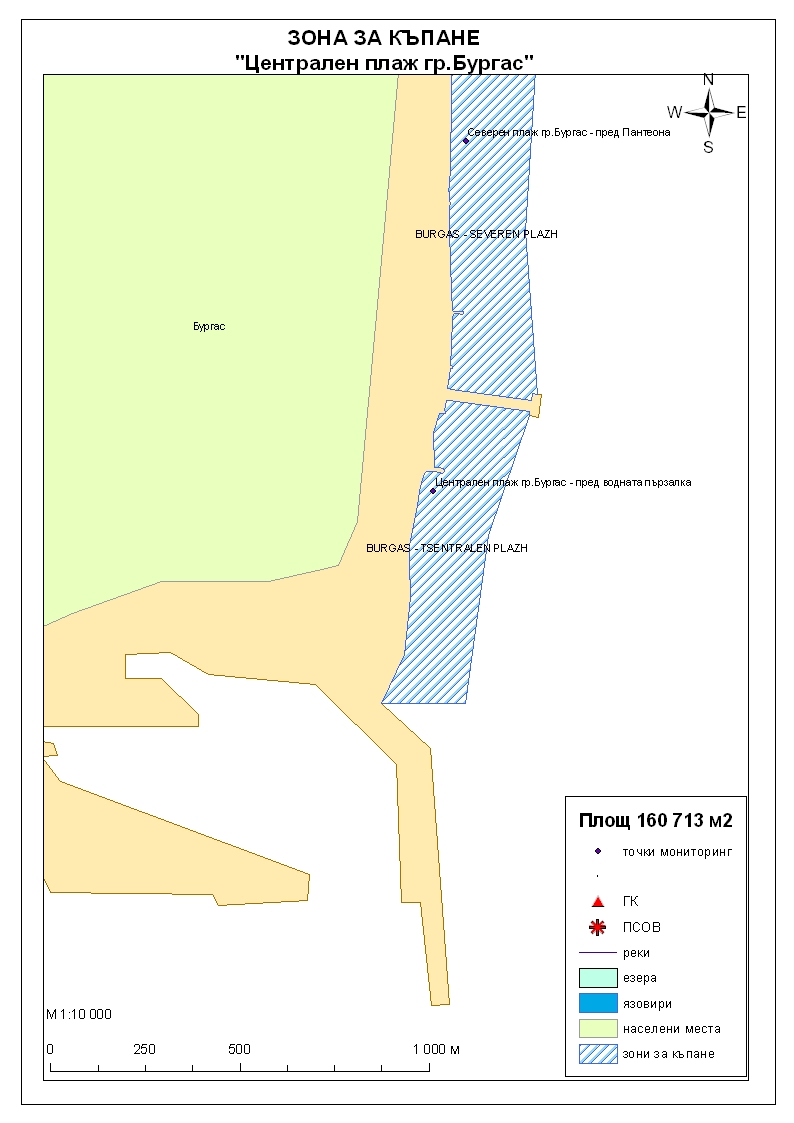 ЗОНА ЗА КЪПАНЕ
"Централен плаж гр.Бургас"
N
W E
S
Северен плаж гр.Бургас - пред Пантеона
BURGAS - SEVEREN PLAZH
Бургас
Централен плаж гр.Бургас - пред водната пързалка
BURGAS - TSENTRALEN PLAZH
Площ 160 713 м2
точки мониторинг
ГК
ПСОВ
реки
езера
язовири
населени места
зони за къпане
М 1:10 000
0 250 500 1 000 м